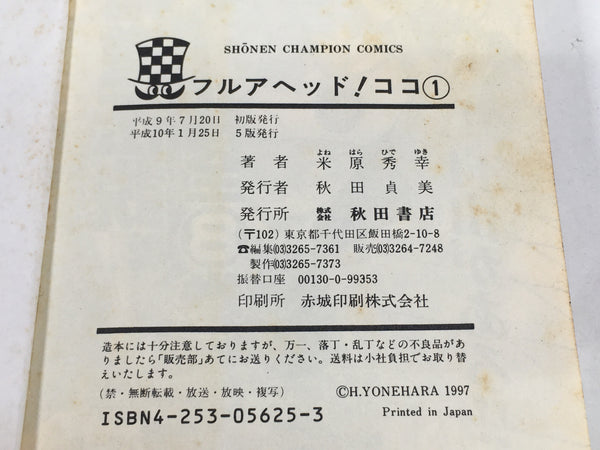 SHŌNEN CHAMPION COMICS
フルアヘッド!ココ①
平成9年7月20日 初版発行
平成10年1月25日 5版発行
よね はら ひで ゆき
著者 米原秀幸
発行者 秋田貞美
発行所 株式会社 秋田書店
(〒102) 東京都千代田区飯田橋2-10-8
☎編集(03)3265-7361 販売(03)3264-7248
製作(03)3265-7373
振替口座 00130-0-99353
印刷所 赤城印刷株式会社
造本には十分注意しておりますが、万一、落丁・乱丁などの不良品があ
りましたら「販売部」あてにお送りください。送料は小社負担でお取り替
えいたします。
(禁・無断転載・放送・放映・複写)
©H.YONEHARA 1997
ISBN4-253-05625-3
Printed in Japan